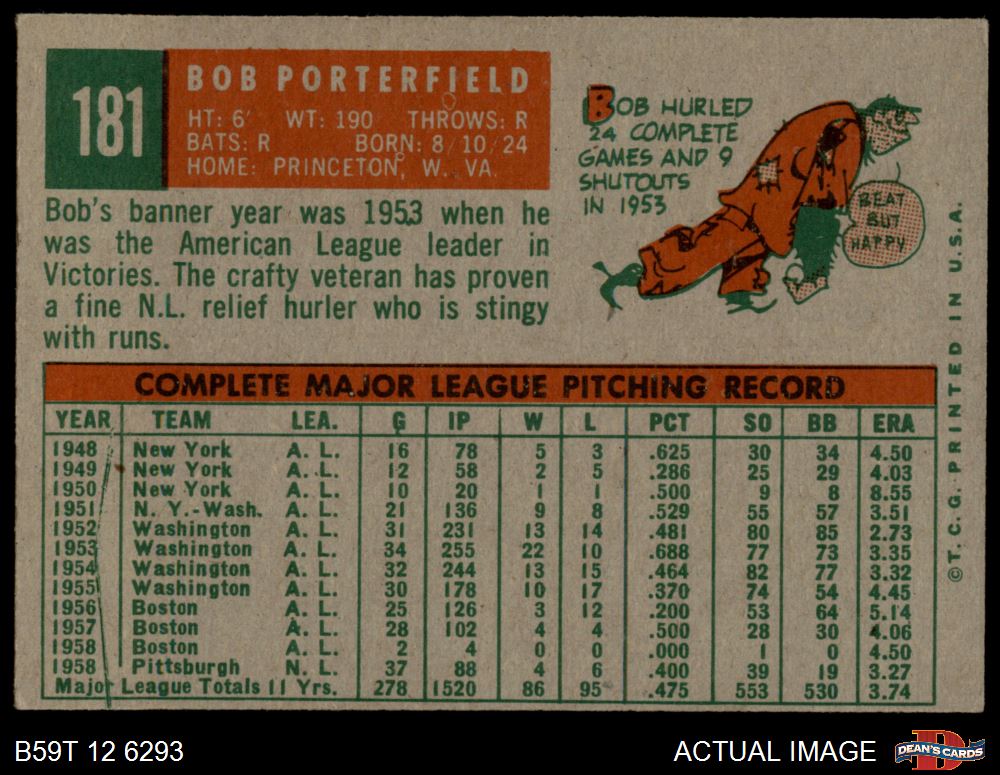 181
BOB PORTERFIELD
HT: 6' WT: 190 THROWS: R
BATS: R BORN: 8/10/24
HOME: PRINCETON, W. VA.
BOB HURLED
24 COMPLETE
GAMES AND 9
SHUTOUTS
IN 1953
BEAT
BUT
HAPPY
Bob's banner year was 1953 when he
was the American League leader in
Victories. The crafty veteran has proven
a fine N.L. relief hurler who is stingy
with runs.
COMPLETE MAJOR LEAGUE PITCHING RECORD
YEAR TEAM LEA. G IP W L PCT SO BB ERA
1948 New York A. L. 16 78 5 3 .625 30 34 4.50
1949 New York A. L. 12 58 2 5 .286 25 29 4.03
1950 New York A. L. 10 20 1 1 .500 9 8 8.55
1951 N. Y.-Wash. A. L. 21 136 9 8 .529 55 57 3.51
1952 Washington A. L. 31 231 13 14 .481 80 85 2.73
1953 Washington A. L. 34 255 22 10 .688 77 73 3.35
1954 Washington A. L. 32 244 13 15 .464 82 77 3.32
1955 Washington A. L. 30 178 10 17 .370 74 54 4.45
1956 Boston A. L. 25 126 3 12 .200 53 64 5.14
1957 Boston A. L. 28 102 4 4 .500 28 30 4.06
1958 Boston A. L. 2 4 0 0 .000 1 0 4.50
1958 Pittsburgh N. L. 37 88 4 6 .400 39 19 3.27
Major League Totals 11 Yrs. 278 1520 86 95 .475 553 530 3.74
©T. C. G. PRINTED IN U.S.A.
B59T 12 6293
ACTUAL IMAGE
DEAN'S CARDS